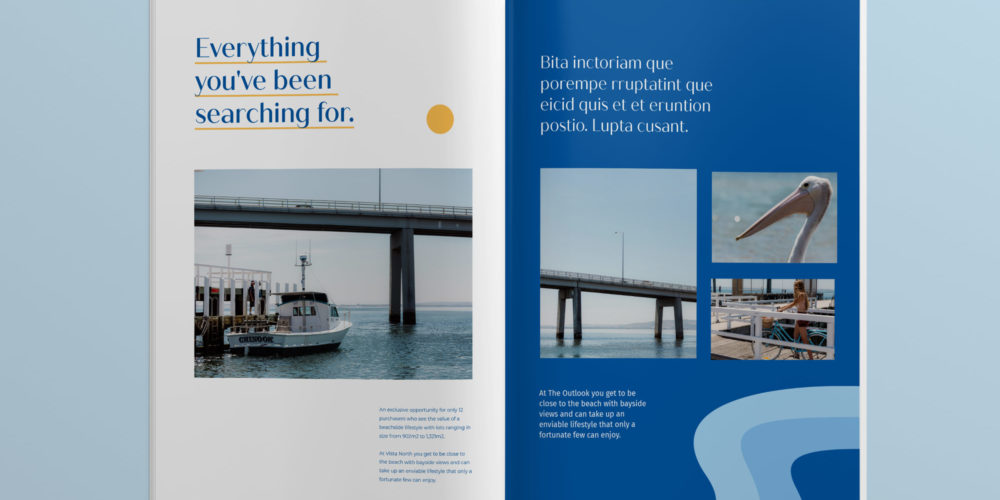 Everything
you've been
searching for.
CHINOOK
An exclusive opportunity for only 12
purchasers who see the value of a
beachside lifestyle with lots ranging in
size from 902m2 to 1,221m2.
At Vista North you get to be close to
the beach with bayside views and can
take up an enviable lifestyle that only a
fortunate few can enjoy.
Bita inctoriam que
porempe rruptatint que
eicid quis et et eruntion
postio. Lupta cusant.
At The Outlook you get to be
close to the beach with bayside
views and can take up an
enviable lifestyle that only a
fortunate few can enjoy.